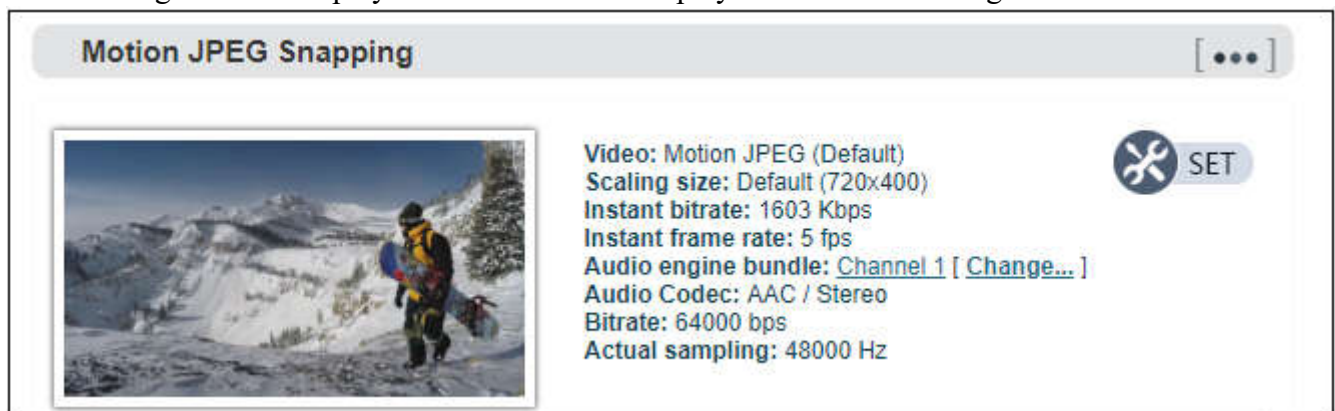 Motion JPEG Snapping [ ••• ]
Video: Motion JPEG (Default)
SET
Scaling size: Default (720x400)
Instant bitrate: 1603 Kbps
Instant frame rate: 5 fps
Audio engine bundle: Channel 1 [ Change... ]
Audio Codec: AAC / Stereo
Bitrate: 64000 bps
Actual sampling: 48000 Hz